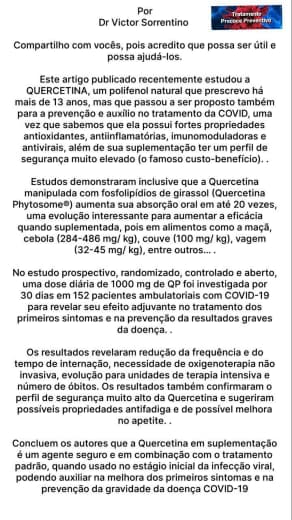 Por
Dr Victor Sorrentino
Tratamento
Precoce Preventivo
Compartilho com vocês, pois acredito que possa ser útil e
possa ajudá-los.
Este artigo publicado recentemente estudou a
QUERCETINA, um polifenol natural que prescrevo há
mais de 13 anos, mas que passou a ser proposto também
para a prevenção e auxílio no tratamento da COVID, uma
vez que sabemos que ela possui fortes propriedades
antioxidantes, antiinflamatórias, imunomoduladoras e
antivirais, além de sua suplementação ter um perfil de
segurança muito elevado (o famoso custo-benefício). .
Estudos demonstraram inclusive que a Quercetina
manipulada com fosfolipídios de girassol (Quercetina
Phytosome®) aumenta sua absorção oral em até 20 vezes,
uma evolução interessante para aumentar a eficácia
quando suplementada, pois em alimentos como a maçã,
cebola (284-486 mg/ kg), couve (100 mg/ kg), vagem
(32-45 mg/ kg), entre outros... .
No estudo prospectivo, randomizado, controlado e aberto,
uma dose diária de 1000 mg de QP foi investigada por
30 dias em 152 pacientes ambulatoriais com COVID-19
para revelar seu efeito adjuvante no tratamento dos
primeiros sintomas e na prevenção da resultados graves
da doença. .
Os resultados revelaram redução da frequência e do
tempo de internação, necessidade de oxigenoterapia não
invasiva, evolução para unidades de terapia intensiva e
número de óbitos. Os resultados também confirmaram o
perfil de segurança muito alto da Quercetina e sugeriram
possíveis propriedades antifadiga e de possível melhora
no apetite. .
Concluem os autores que a Quercetina em suplementação
é um agente seguro e em combinação com o tratamento
padrão, quando usado no estágio inicial da infecção viral,
podendo auxiliar na melhora dos primeiros sintomas e na
prevenção da gravidade da doença COVID-19